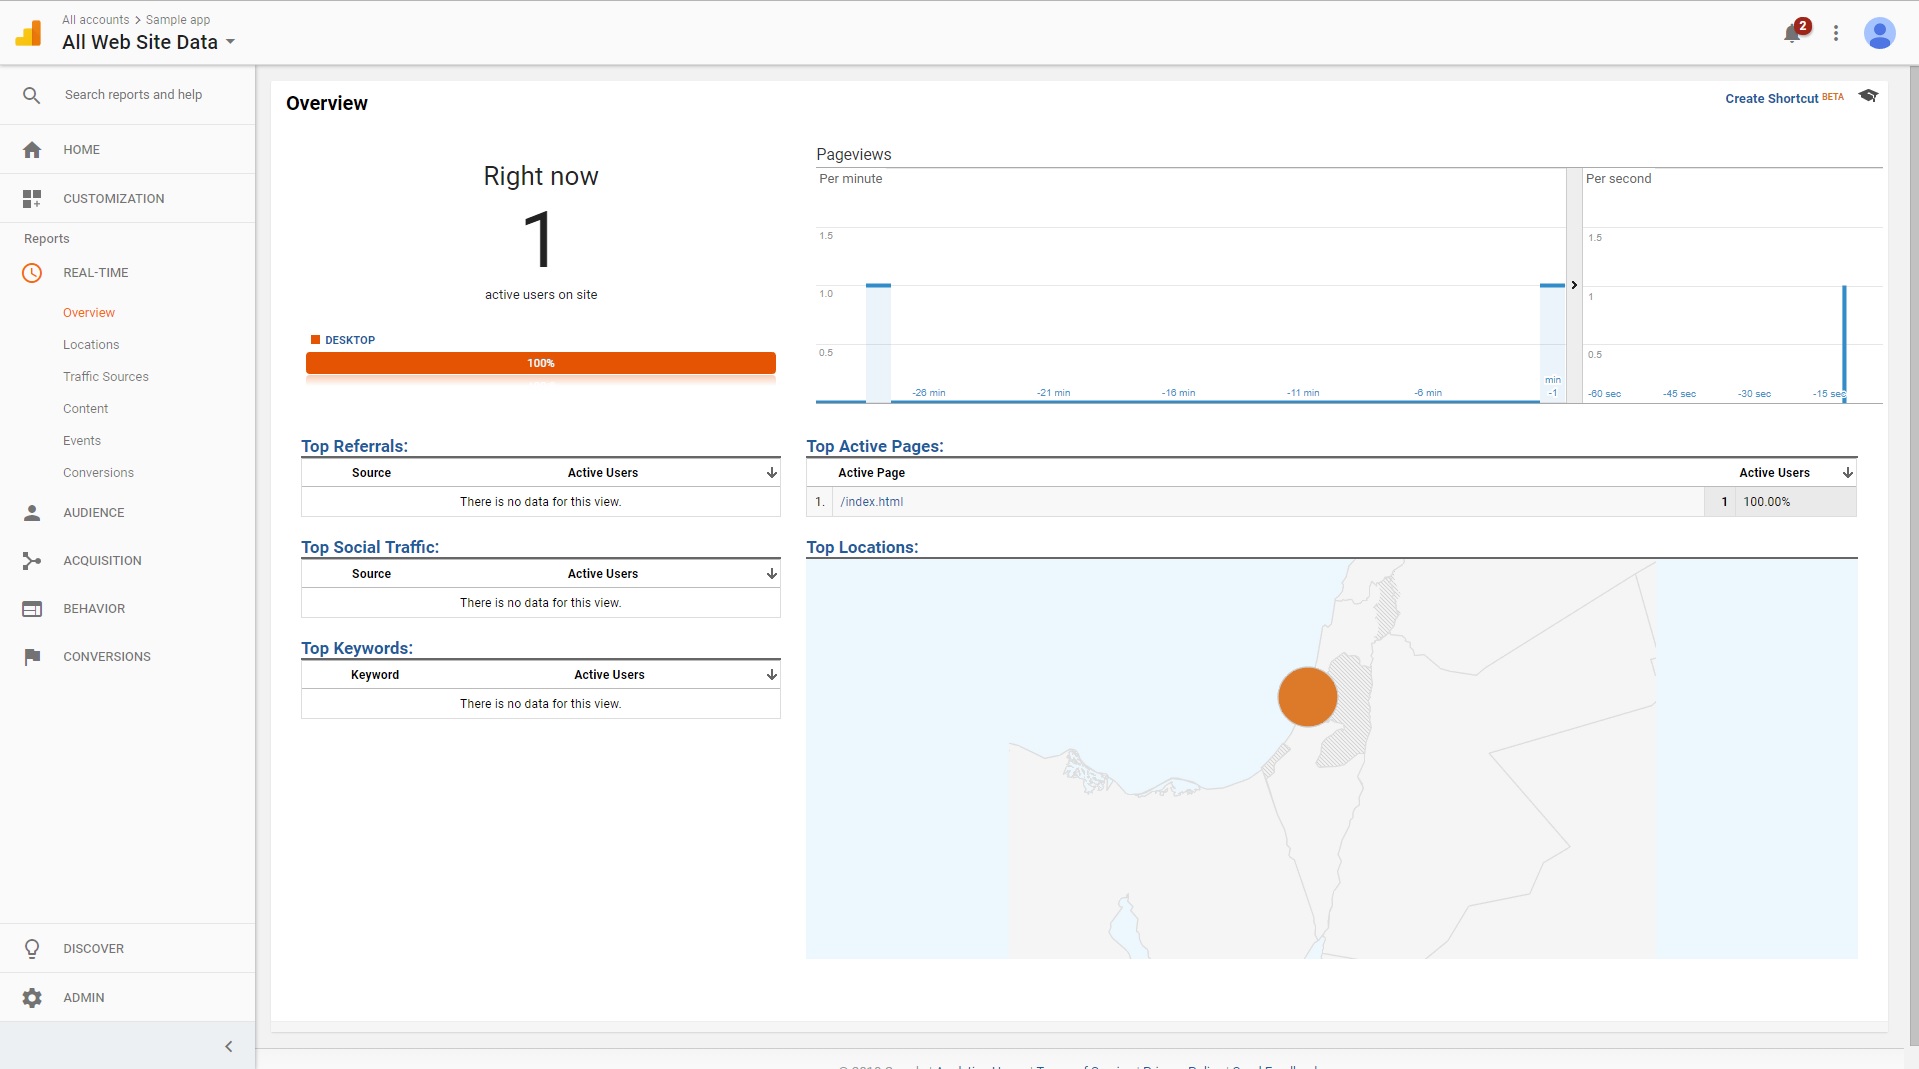 All accounts > Sample app
All Web Site Data
2
Search reports and help
HOME
CUSTOMIZATION
Reports
REAL-TIME
Overview
Locations
Traffic Sources
Content
Events
Conversions
AUDIENCE
ACQUISITION
BEHAVIOR
CONVERSIONS
DISCOVER
ADMIN
Overview
Create Shortcut BETA
Right now
1
active users on site
DESKTOP
100%
Pageviews
Per minute
1.5
1.0
0.5
-26 min
-21 min
-16 min
-11 min
-6 min
min
-1
Per second
1.5
1
0.5
-60 sec
-45 sec
-30 sec
-15 sec
Top Referrals:
Source Active Users
There is no data for this view.
Top Social Traffic:
Source Active Users
There is no data for this view.
Top Keywords:
Keyword Active Users
There is no data for this view.
Top Active Pages:
Active Page Active Users
1. /index.html 1 100.00%
Top Locations: